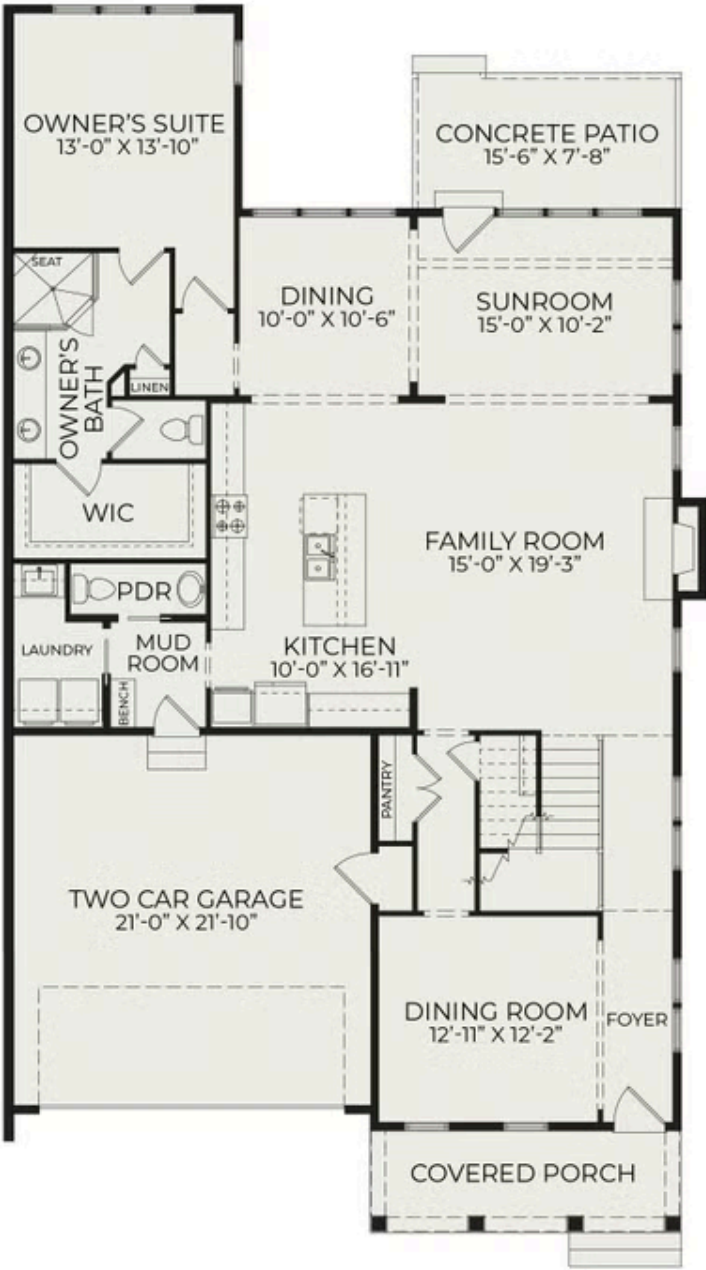 OWNER'S SUITE
13'-0" X 13'-10"
CONCRETE PATIO
15'-6" X 7'-8"
SEAT
DINING
10'-0" X 10'-6"
SUNROOM
15'-0" X 10'-2"
OWNER'S
BATH
LINEN
WIC
FAMILY ROOM
15'-0" X 19'-3"
PDR
LAUNDRY
MUD
ROOM
BENCH
KITCHEN
10'-0" X 16'-11"
PANTRY
TWO CAR GARAGE
21'-0" X 21'-10"
DINING ROOM
12'-11" X 12'-2"
FOYER
COVERED PORCH